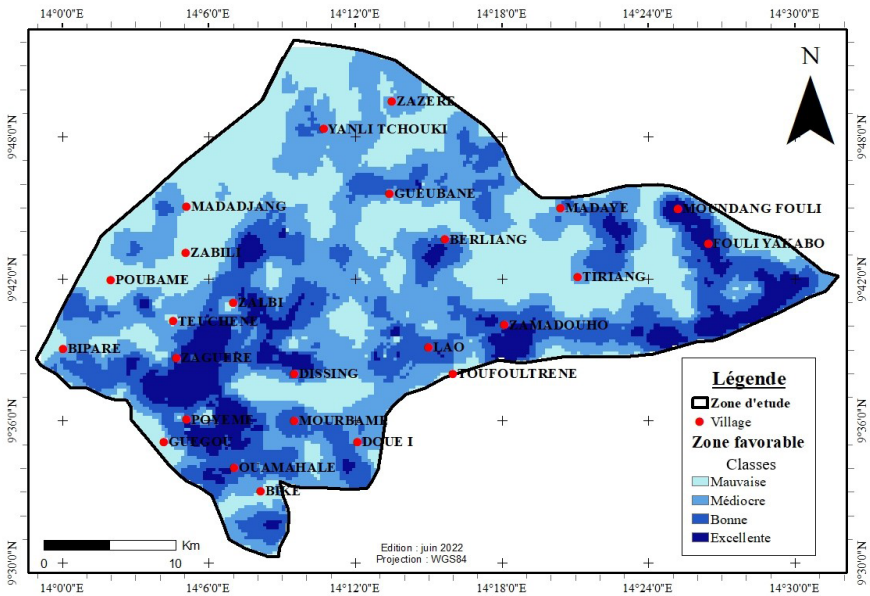 14°0'0"E 14°6'0"E 14°12'0"E 14°18'0"E 14°24'0"E 14°30'0"E
N
ZAZERE
YANLI TCHOUKI
9°48'0"N 9°48'0"N
GUEUBANE
MADADJANG
MADAYE
MOUNDANG FOULI
BERLIANG
FOULI YAKABO
ZABILI
POUBAME
TIRIANG
9°42'0"N 9°42'0"N
ZALBI
TEUCHENE
ZAMADOUHO
BIPARE
LAO
ZAGUERE
DISSING
TOUFOULTRENE
POYEME
MOURBAME
9°36'0"N 9°36'0"N
GUEGOU
DOUE I
OUAMAHALE
BIKE
Légende
Zone d'etude
Village
Zone favorable
Classes
Mauvaise
Médiocre
Bonne
Excellente
Km
0 10
Edition : juin 2022
Projection : WGS84
9°30'0"N 9°30'0"N
14°0'0"E 14°6'0"E 14°12'0"E 14°18'0"E 14°24'0"E 14°30'0"E